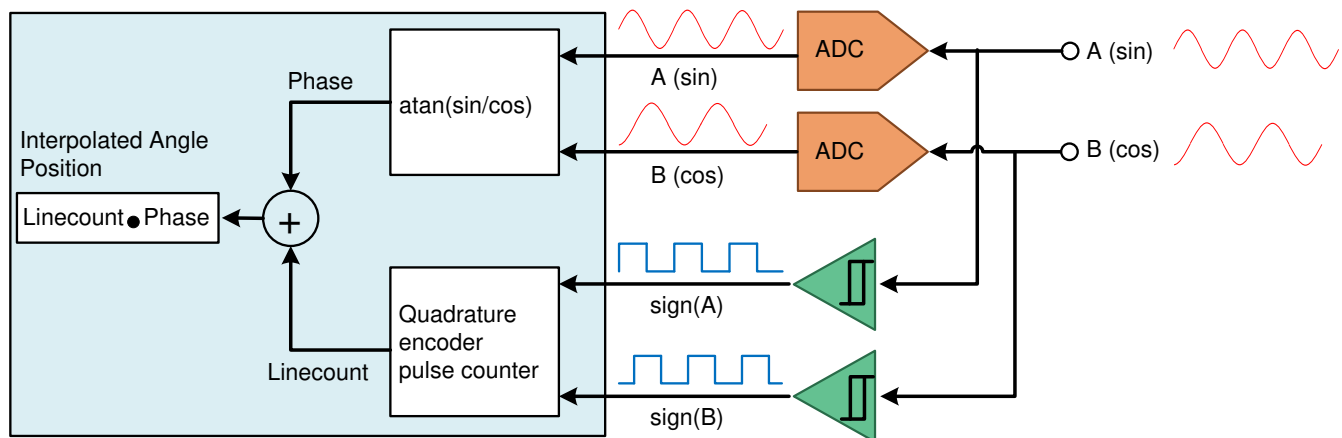 ADC
A (sin)
A (sin)
Phase
atan(sin/cos)
Interpolated Angle
Position
ADC
B (cos)
B (cos)
Linecount ● Phase
+
sign(A)
Quadrature
encoder
pulse counter
Linecount
sign(B)